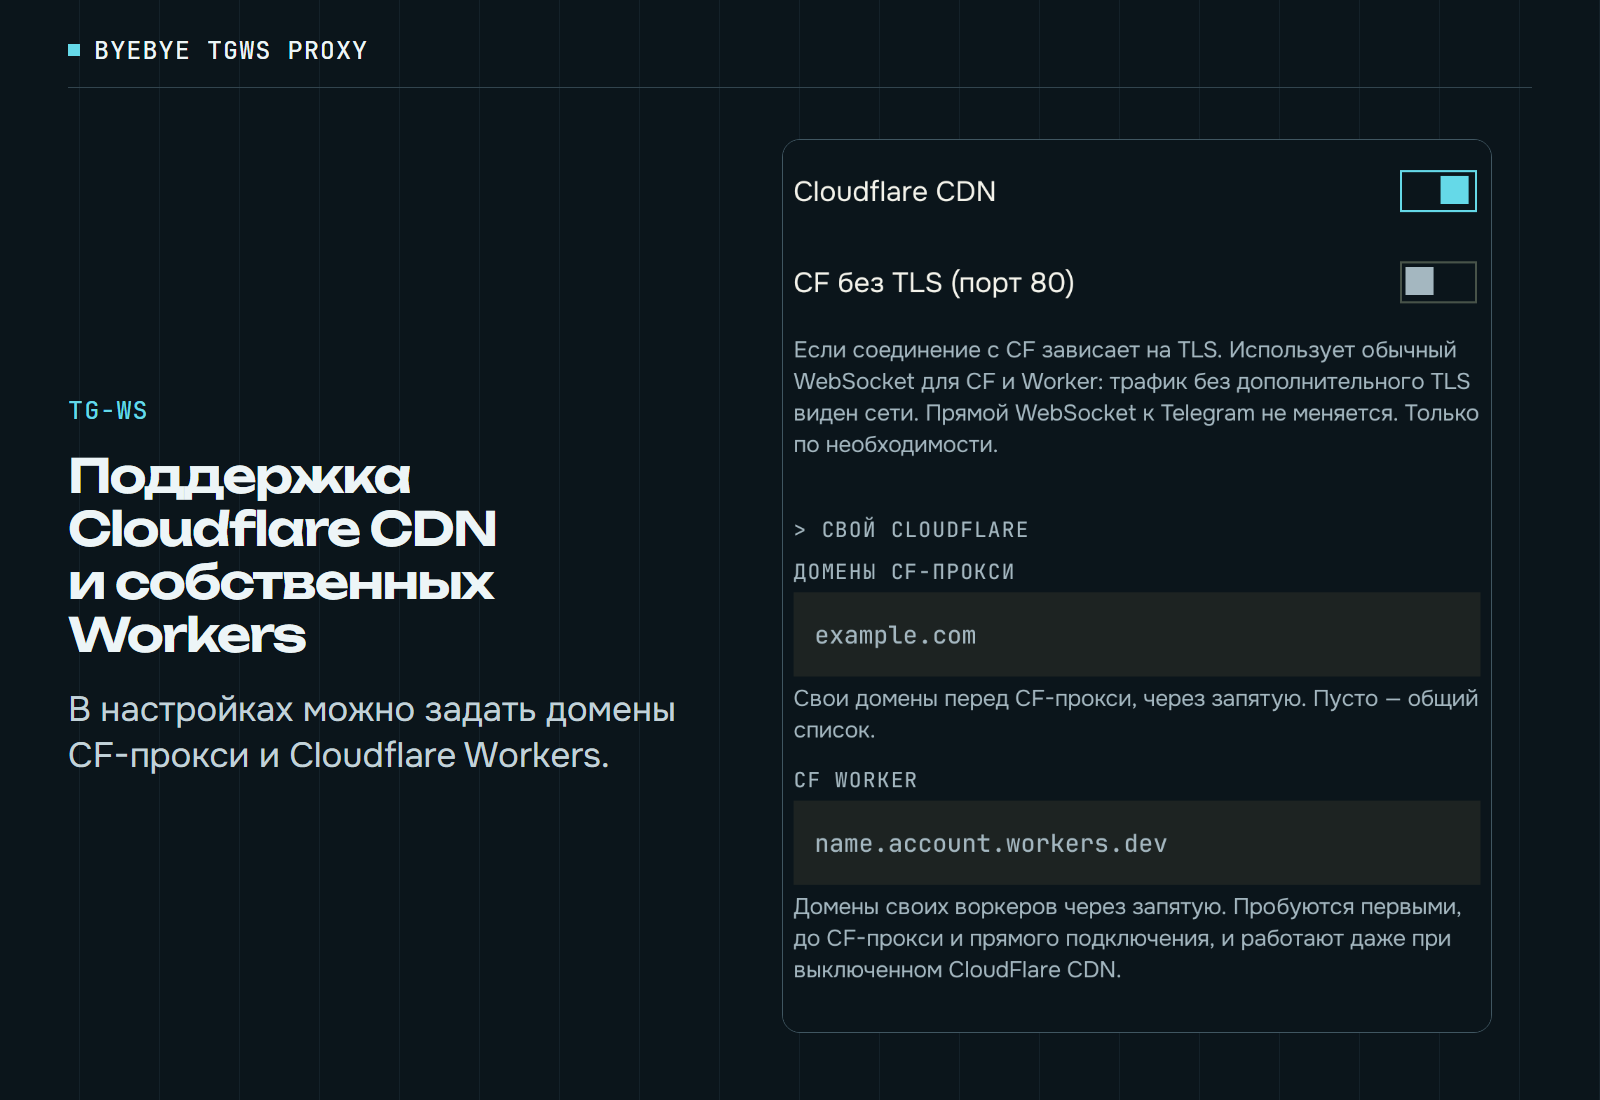 BYEBYE TGWS PROXY
TG-WS
Поддержка
Cloudflare CDN
и собственных
Workers
В настройках можно задать домены
CF-прокси и Cloudflare Workers.
Cloudflare CDN
CF без TLS (порт 80)
Если соединение с CF зависает на TLS. Использует обычный
WebSocket для CF и Worker: трафик без дополнительного TLS
виден сети. Прямой WebSocket к Telegram не меняется. Только
по необходимости.
> СВОЙ CLOUDFLARE
ДОМЕНЫ CF-ПРОКСИ
example.com
Свои домены перед CF-прокси, через запятую. Пусто — общий
список.
CF WORKER
name.account.workers.dev
Домены своих воркеров через запятую. Пробуются первыми,
до CF-прокси и прямого подключения, и работают даже при
выключенном CloudFlare CDN.